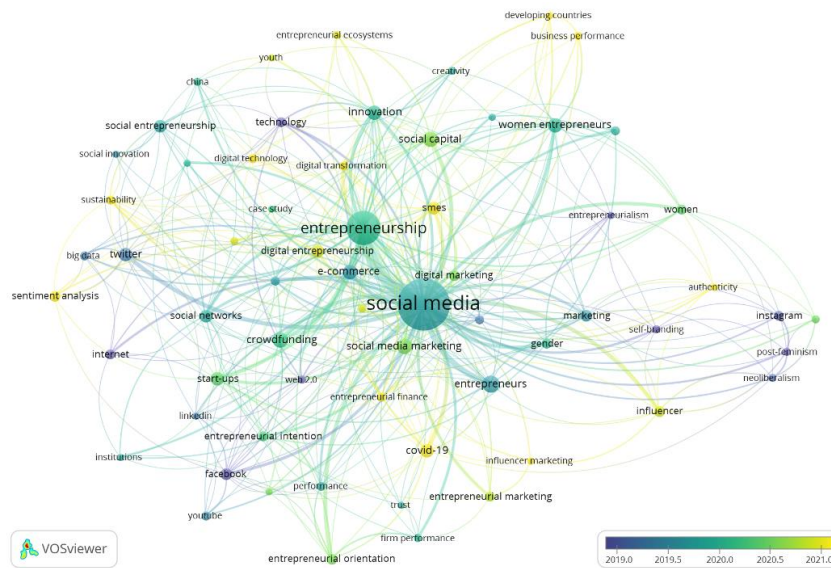 developing countries
entrepreneurial ecosystems
business performance
youth
creativity
china
innovation
technology
social entrepreneurship
women entrepreneurs
social capital
social innovation
digital technology
digital transformation
sustainability
case study
smes
women
entrepreneurialism
entrepreneurship
big data
twitter
digital entrepreneurship
e-commerce
digital marketing
authenticity
sentiment analysis
social media
social networks
marketing
instagram
self-branding
crowdfunding
social media marketing
gender
internet
post-feminism
start-ups
web 2.0
entrepreneurs
neoliberalism
entrepreneurial finance
linkedin
influencer
entrepreneurial intention
covid-19
institutions
influencer marketing
facebook
performance
entrepreneurial marketing
youtube
trust
firm performance
entrepreneurial orientation
VOSviewer
2019.0 2019.5 2020.0 2020.5 2021.0